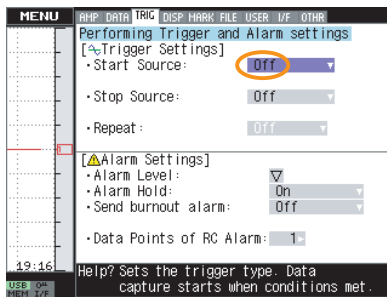 MENU
AMP DATA TRIG DISP MARK FILE USER I/F OTHR
Performing Trigger and Alarm settings
[Trigger Settings]
・Start Source: Off
・Stop Source: Off
・Repeat: Off
[Alarm Settings]
・Alarm Level:
・Alarm Hold: On
・Send burnout alarm: Off
・Data Points of RC Alarm: 1
19:16
USB
MEM I/F
Help? Sets the trigger type. Data
capture starts when conditions met.